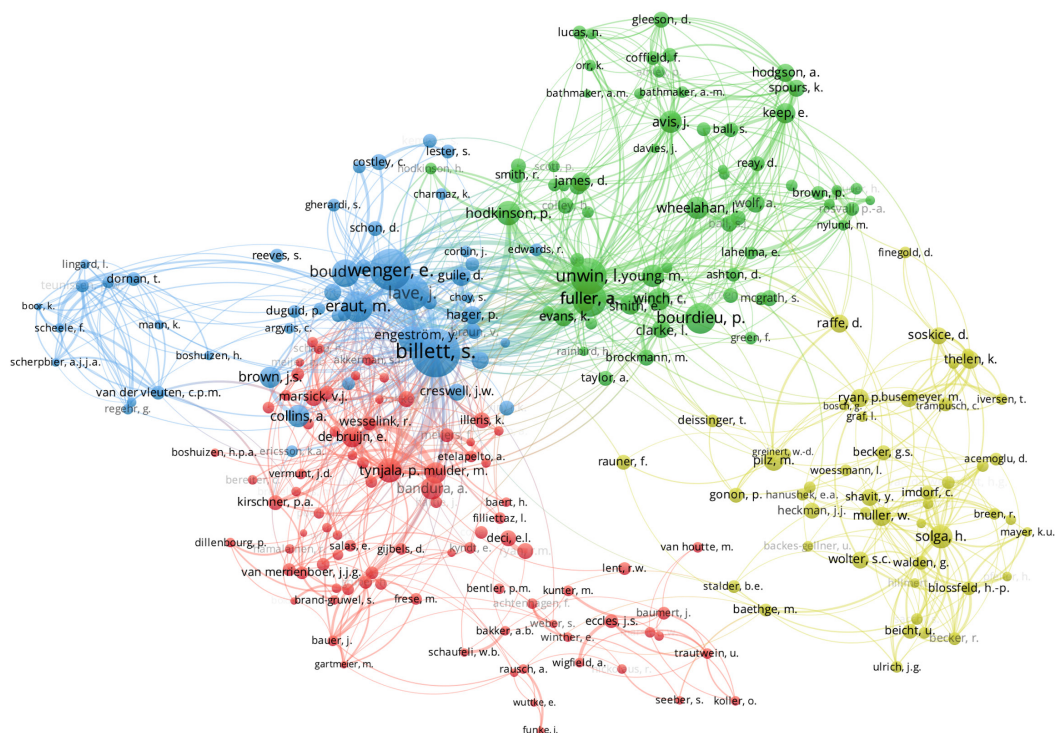 gleeson, d.
lucas, n.
coffield, f.
orr, k.
hodgson, a.
spours, k.
bathmaker, a.m.
bathmaker, a.-m.
keep, e.
avis, j.
ball, s.
davies, j.
lester, s.
costley, c.
hodkinson, h.
smith, r.
james, d.
reay, d.
charmaz, k.
brown, p.
gherardi, s.
colley, h.
wheelahan, l.
wolf, a.
rosvall, p.-a.
schon, d.
hodkinson, p.
ball, s.j.
nylund, m.
corbin, j.
edwards, r.
lahelma, e.
finegold, d.
reeves, s.
lingard, l.
dornan, t.
boud
wenger, e.
guile, d.
unwin, l.
young, m.
ashton, d.
boor, k.
lave, j.
choy, s.
fuller, a.
winch, c.
mcgrath, s.
eraut, m.
duguid, p.
hager, p.
smith, e.
evans, k.
bourdieu, p.
raffe, d.
scheele, f.
mann, k.
argyris, c.
engeström, y.
clarke, l.
green, f.
soskice, d.
scherpbier, a.j.j.a.
boshuizen, h.
billett, s.
rainbird, h.
brockmann, m.
thelen, k.
akkerman, s.
brown, j.s.
taylor, a.
van der vleuten, c.p.m.
creswell, j.w.
marsick, v.j.
ryan, p.
busemeyer, m.
iversen, t.
regehr, g.
collins, a.
wesselink, r.
illeris, k.
bosch, g.
trampusch, c.
graf, l.
deissinger, t.
de bruijn, e.
boshuizen, h.p.a.
ericsson, k.a.
etelapelto, a.
greinert, w.-d.
becker, g.s.
acemoglu, d.
rauner, f.
pilz, m.
woessmann, l.
vermunt, j.d.
tynjala, p.
mulder, m.
bandura, a.
gonon, p.
hanushek, e.a.
shavit, y.
imdorf, c.
kirschner, p.a.
baert, h.
heckman, j.j.
muller, w.
breen, r.
filliettaz, l.
mayer, k.u.
dillenbourg, p.
salas, e.
gijbels, d.
kyndt, e.
deci, e.l.
van houtte, m.
backes-gellner, u.
solga, h.
wolter, s.c.
walden, g.
van merrienboer, j.j.g.
lent, r.w.
bentler, p.m.
kunter, m.
stalder, b.e.
blossfeld, h.-p.
brand-gruwel, s.
frese, m.
achtenhagen, f.
baethge, m.
baumert, j.
weber, s.
eccles, j.s.
bakker, a.b.
winther, e.
beicht, u.
becker, r.
bauer, j.
schaufeli, w.b.
trautwein, u.
gartmeier, m.
rausch, a.
wigfield, a.
ulrich, j.g.
wuttke, e.
seeber, s.
koller, o.
funke, j.